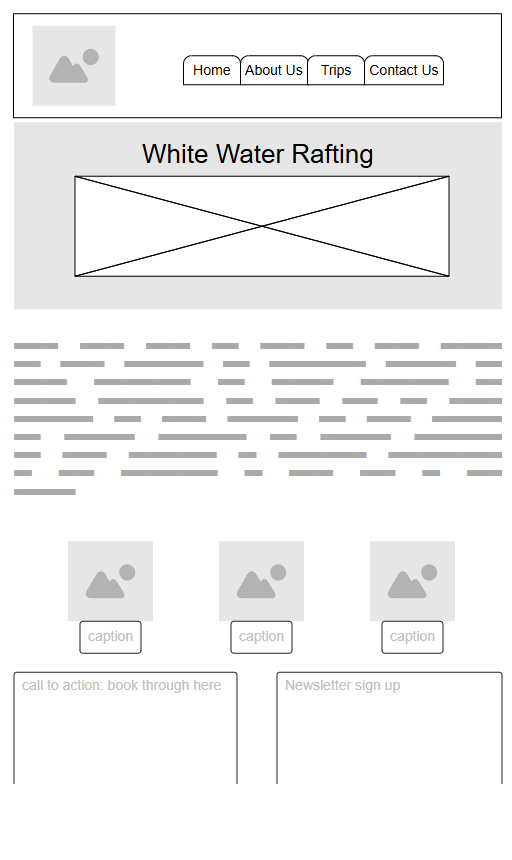 Home About Us Trips Contact Us
White Water Rafting
caption caption caption
call to action: book through here
Newsletter sign up